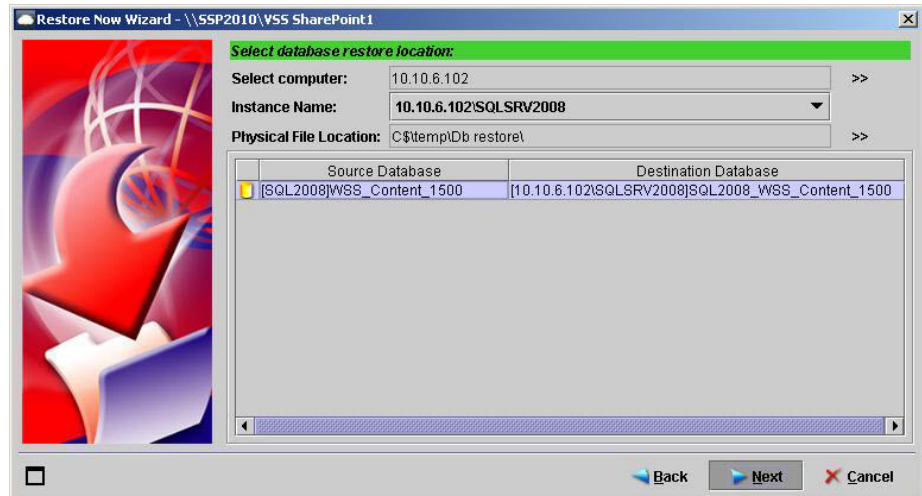 Restore Now Wizard - \\SSP2010\VSS SharePoint1
Select database restore location:
Select computer: 10.10.6.102 >>
Instance Name: 10.10.6.102\SQLSRV2008
Physical File Location: C$\temp\Db restore\ >>
Source Database Destination Database
[SQL2008]WSS_Content_1500 [10.10.6.102\SQLSRV2008]SQL2008_WSS_Content_1500
Back Next Cancel